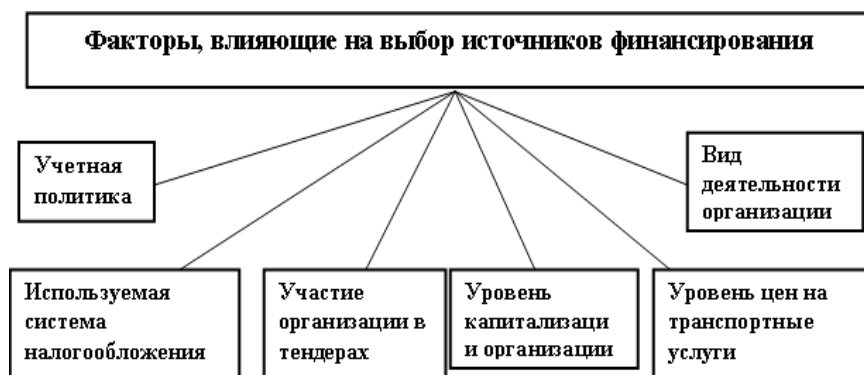 Факторы, влияющие на выбор источников финансирования
Учетная
политика
Вид
деятельности
организации
Используемая
система
налогообложения
Участие
организации в
тендерах
Уровень
капитализаци
и организации
Уровень цен на
транспортные
услуги